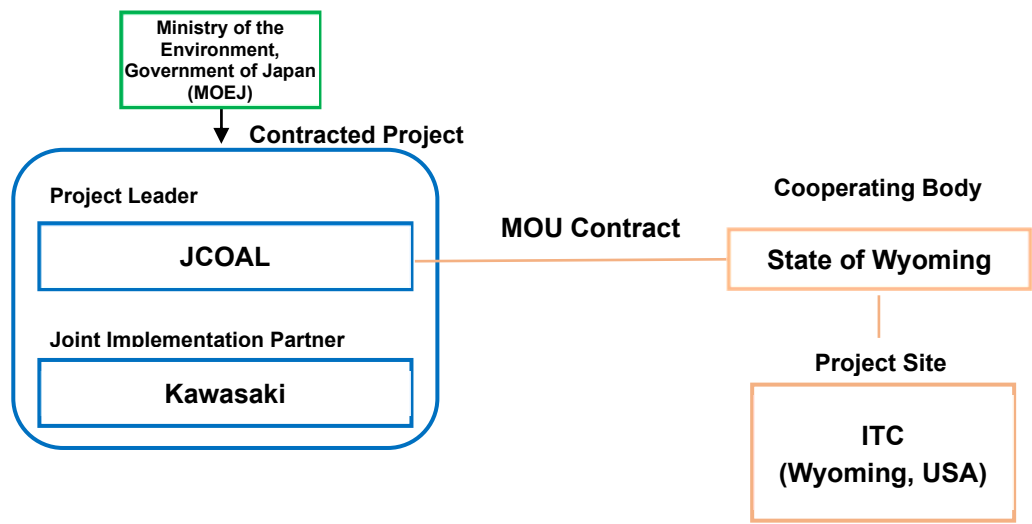 Ministry of the
Environment,
Government of Japan
(MOEJ)
Contracted Project
Project Leader
JCOAL
Joint Implementation Partner
Kawasaki
MOU Contract
Cooperating Body
State of Wyoming
Project Site
ITC
(Wyoming, USA)